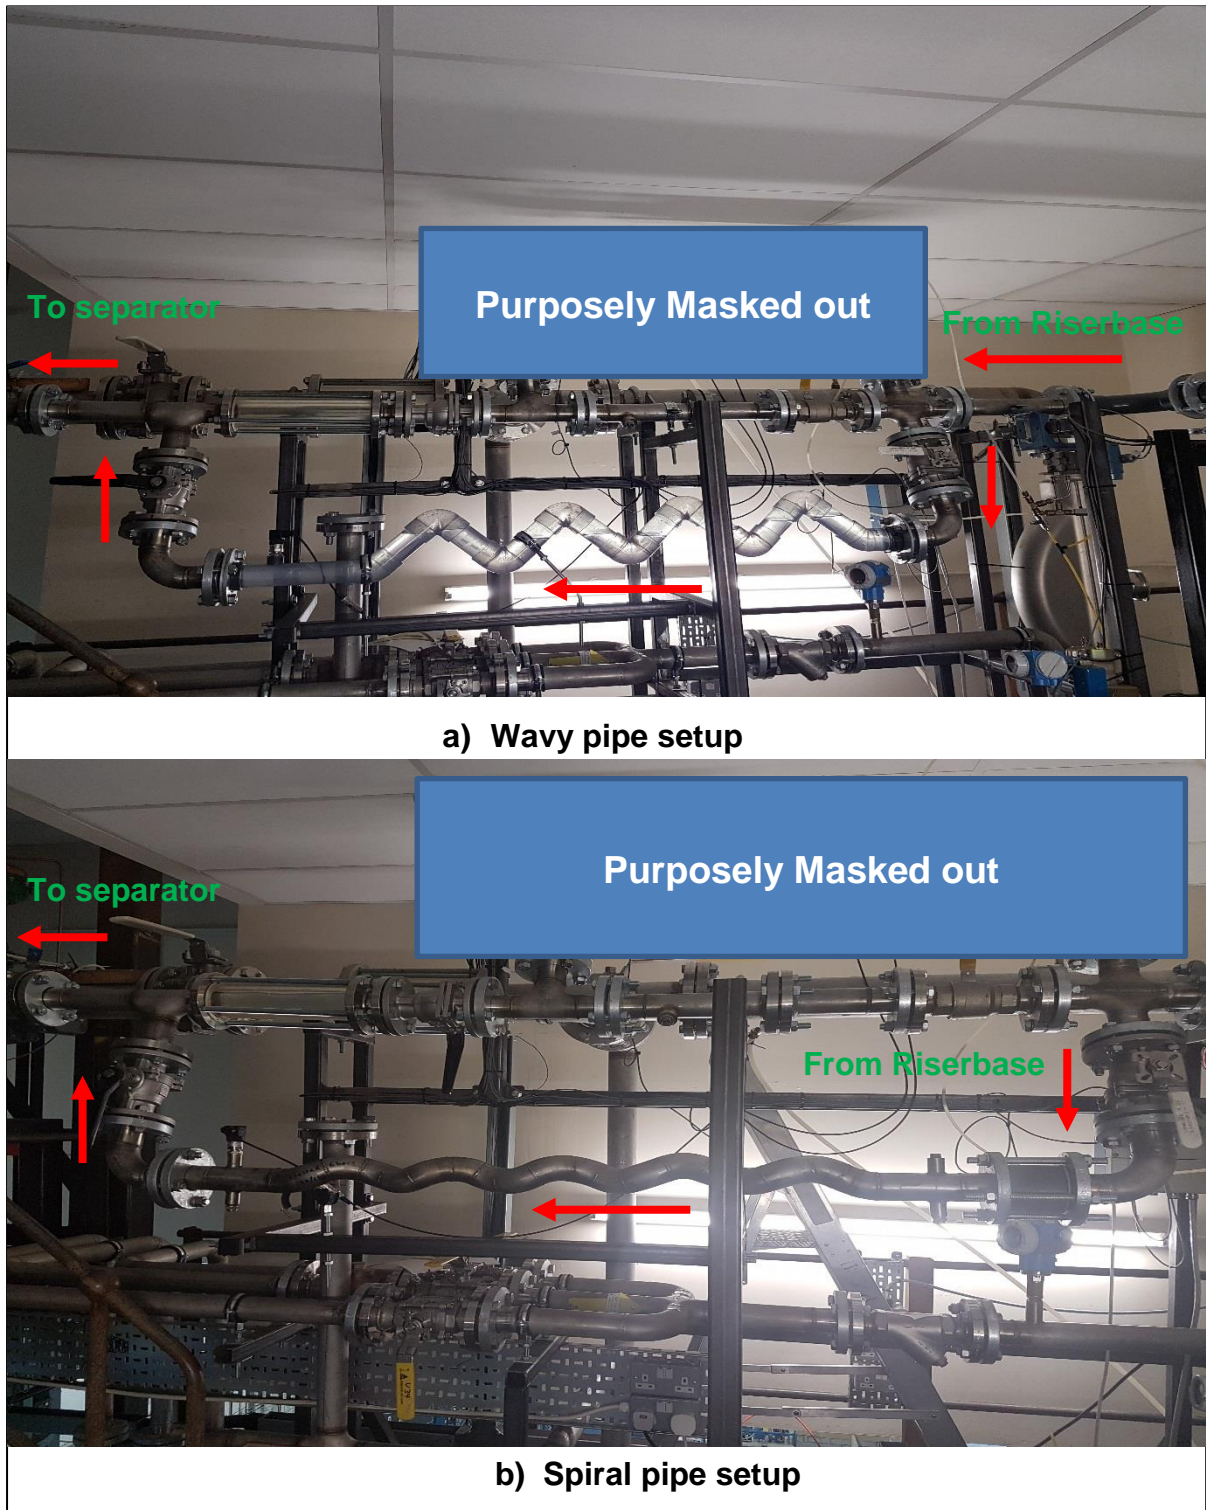 Purposely Masked out
To separator
From Riserbase
a) Wavy pipe setup
Purposely Masked out
To separator
From Riserbase
b) Spiral pipe setup